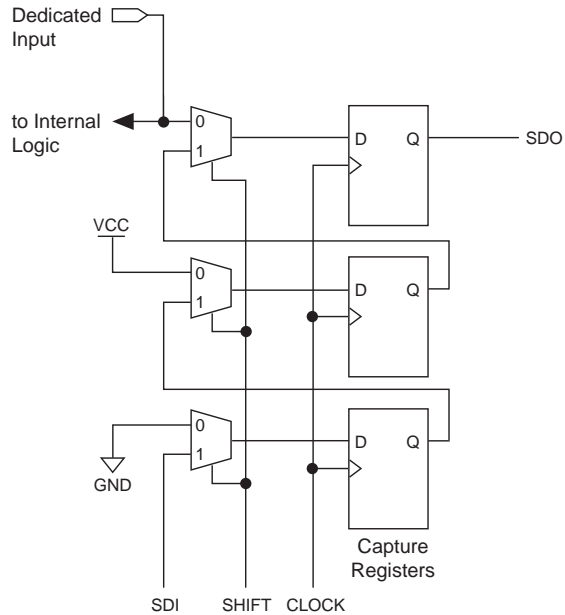 Dedicated
Input
to Internal
Logic
0
1
D Q
SDO
VCC
0
1
D Q
0
1
D Q
GND
Capture
Registers
SDI SHIFT CLOCK